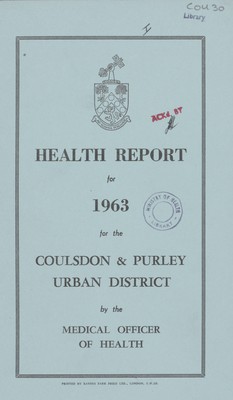 COU 30
Library
HEALTH REPORT
for
1963
for the
COULSDON & PURLEY
URBAN DISTRICT
by the
MEDICAL OFFICER
OF HEALTH